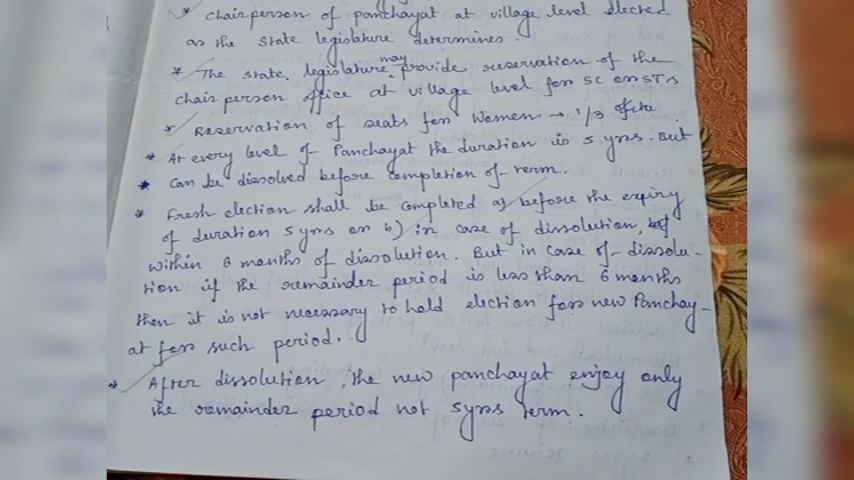 * Chairperson of panchayat at village level elected
as the state legislature determines.
* The state legislature may provide reservation of the
chairperson office at village level for SC or STs
* Reservation of seats for Women → 1/3 of
* At every level of Panchayat the duration is 5 yrs. But
* Can be dissolved before completion of term.
* Fresh election shall be completed a) before the expiry
of duration 5 yrs or b) in case of dissolution,
within 6 months of dissolution. But in case of dissolu-
tion if the remainder period is less than 6 months
then it is not necessary to hold election for new Panchay-
at for such period.
* After dissolution, the new panchayat enjoy only
the remainder period not 5yrs term.